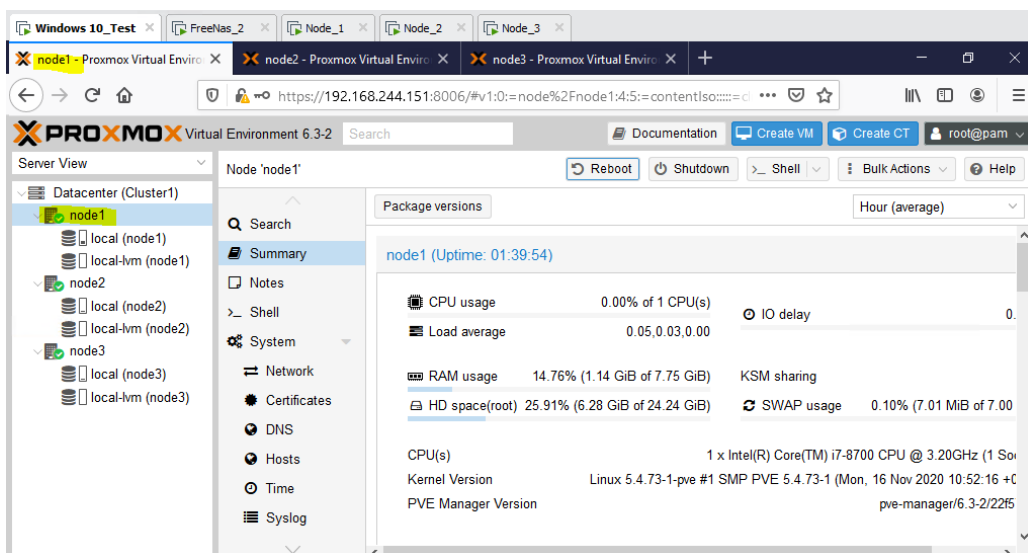 Windows 10_Test FreeNas_2 Node_1 Node_2 Node_3
node1 - Proxmox Virtual Enviro node2 - Proxmox Virtual Enviro node3 - Proxmox Virtual Enviro
https://192.168.244.151:8006/#v1:0:=node%2Fnode1:4:5:=contentIso:::::=d
PROXMOX Virtual Environment 6.3-2 Search Documentation Create VM Create CT root@pam
Server View
Node 'node1' Reboot Shutdown >_ Shell Bulk Actions Help
Datacenter (Cluster1)
node1
local (node1)
local-lvm (node1)
node2
local (node2)
local-lvm (node2)
node3
local (node3)
local-lvm (node3)
Search
Summary
Notes
>_ Shell
System
Network
Certificates
DNS
Hosts
Time
Syslog
Package versions Hour (average)
node1 (Uptime: 01:39:54)
CPU usage 0.00% of 1 CPU(s)
IO delay 0.
Load average 0.05,0.03,0.00
RAM usage 14.76% (1.14 GiB of 7.75 GiB) KSM sharing
HD space(root) 25.91% (6.28 GiB of 24.24 GiB) SWAP usage 0.10% (7.01 MiB of 7.00
CPU(s) 1 x Intel(R) Core(TM) i7-8700 CPU @ 3.20GHz (1 So
Kernel Version Linux 5.4.73-1-pve #1 SMP PVE 5.4.73-1 (Mon, 16 Nov 2020 10:52:16 +0
PVE Manager Version pve-manager/6.3-2/22f5